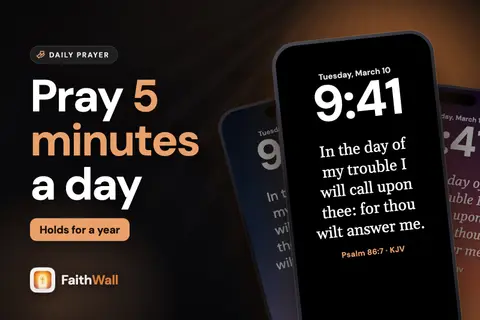 DAILY PRAYER
Pray 5
minutes
a day
Holds for a year
FaithWall
Tuesday, March 10
9:41
In the day of
my trouble I
will call upon
thee: for thou
wilt answer me.
Psalm 86:7 · KJV